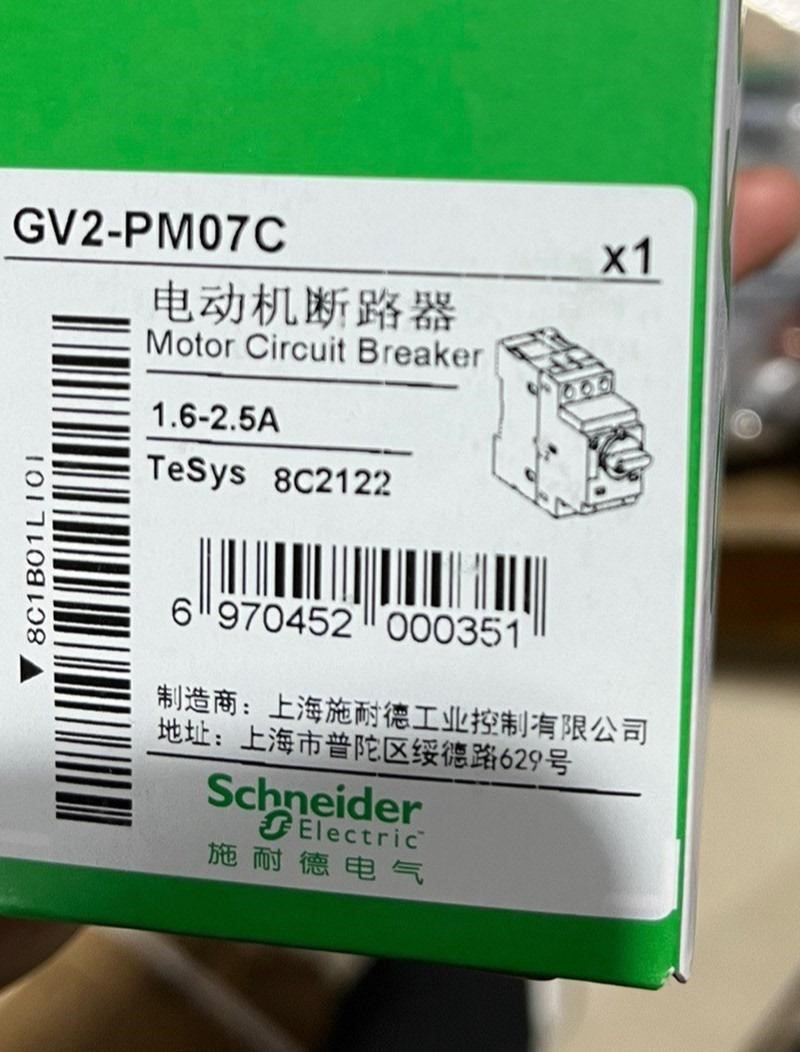 GV2-PM07C
x1
电动机断路器
Motor Circuit Breaker
1.6-2.5A
TeSys 8C2122
▼8C1B01L101
6 970452 000351
制造商：上海施耐德工业控制有限公司
地址：上海市普陀区绥德路629号
Schneider
Electric™
施耐德电气